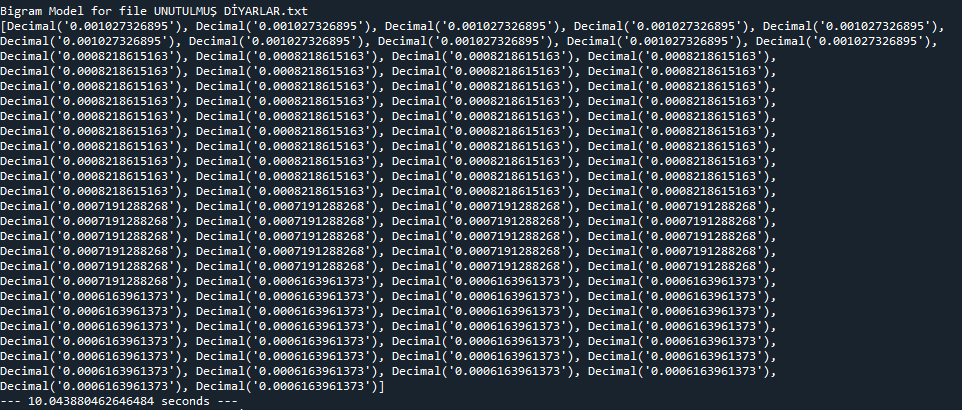 Bigram Model for file UNUTULMUŞ DİYARLAR.txt
[Decimal('0.001027326895'), Decimal('0.001027326895'), Decimal('0.001027326895'), Decimal('0.001027326895'), Decimal('0.001027326895'),
Decimal('0.001027326895'), Decimal('0.001027326895'), Decimal('0.001027326895'), Decimal('0.001027326895'), Decimal('0.001027326895'),
Decimal('0.0008218615163'), Decimal('0.0008218615163'), Decimal('0.0008218615163'), Decimal('0.0008218615163'),
Decimal('0.0008218615163'), Decimal('0.0008218615163'), Decimal('0.0008218615163'), Decimal('0.0008218615163'),
Decimal('0.0008218615163'), Decimal('0.0008218615163'), Decimal('0.0008218615163'), Decimal('0.0008218615163'),
Decimal('0.0008218615163'), Decimal('0.0008218615163'), Decimal('0.0008218615163'), Decimal('0.0008218615163'),
Decimal('0.0008218615163'), Decimal('0.0008218615163'), Decimal('0.0008218615163'), Decimal('0.0008218615163'),
Decimal('0.0008218615163'), Decimal('0.0008218615163'), Decimal('0.0008218615163'), Decimal('0.0008218615163'),
Decimal('0.0008218615163'), Decimal('0.0008218615163'), Decimal('0.0008218615163'), Decimal('0.0008218615163'),
Decimal('0.0008218615163'), Decimal('0.0008218615163'), Decimal('0.0008218615163'), Decimal('0.0008218615163'),
Decimal('0.0008218615163'), Decimal('0.0008218615163'), Decimal('0.0008218615163'), Decimal('0.0008218615163'),
Decimal('0.0008218615163'), Decimal('0.0008218615163'), Decimal('0.0008218615163'), Decimal('0.0008218615163'),
Decimal('0.0007191288268'), Decimal('0.0007191288268'), Decimal('0.0007191288268'), Decimal('0.0007191288268'),
Decimal('0.0007191288268'), Decimal('0.0007191288268'), Decimal('0.0007191288268'), Decimal('0.0007191288268'),
Decimal('0.0007191288268'), Decimal('0.0007191288268'), Decimal('0.0007191288268'), Decimal('0.0007191288268'),
Decimal('0.0007191288268'), Decimal('0.0007191288268'), Decimal('0.0007191288268'), Decimal('0.0007191288268'),
Decimal('0.0007191288268'), Decimal('0.0007191288268'), Decimal('0.0007191288268'), Decimal('0.0007191288268'),
Decimal('0.0007191288268'), Decimal('0.0006163961373'), Decimal('0.0006163961373'), Decimal('0.0006163961373'),
Decimal('0.0006163961373'), Decimal('0.0006163961373'), Decimal('0.0006163961373'), Decimal('0.0006163961373'),
Decimal('0.0006163961373'), Decimal('0.0006163961373'), Decimal('0.0006163961373'), Decimal('0.0006163961373'),
Decimal('0.0006163961373'), Decimal('0.0006163961373'), Decimal('0.0006163961373'), Decimal('0.0006163961373'),
Decimal('0.0006163961373'), Decimal('0.0006163961373'), Decimal('0.0006163961373'), Decimal('0.0006163961373'),
Decimal('0.0006163961373'), Decimal('0.0006163961373'), Decimal('0.0006163961373'), Decimal('0.0006163961373'),
Decimal('0.0006163961373'), Decimal('0.0006163961373'), Decimal('0.0006163961373'), Decimal('0.0006163961373'),
Decimal('0.0006163961373'), Decimal('0.0006163961373')]
--- 10.043880462646484 seconds ---